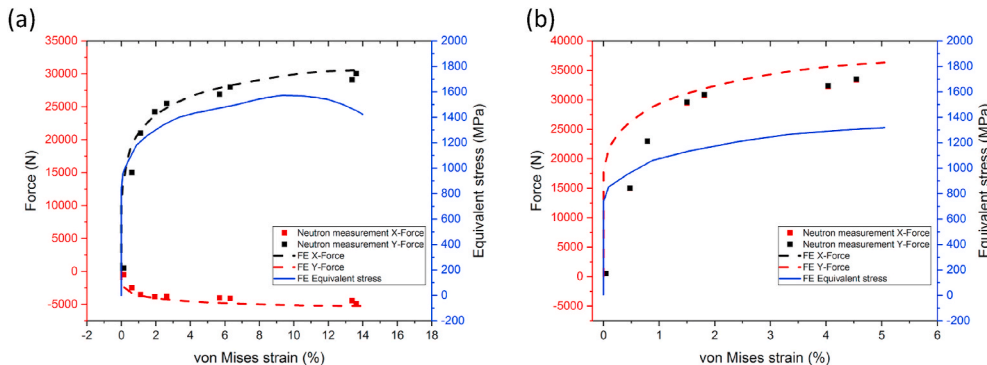 (a)
35000
30000
25000
20000
15000
10000
5000
0
-5000
Force (N)
2000
1800
1600
1400
1200
1000
800
600
400
200
0
-200
Equivalent stress (MPa)
Neutron measurement X-Force
Neutron measurement Y-Force
FE X-Force
FE Y-Force
FE Equivalent stress
-2 0 2 4 6 8 10 12 14 16 18
von Mises strain (%)
(b)
40000
35000
30000
25000
20000
15000
10000
5000
0
-5000
Force (N)
2000
1800
1600
1400
1200
1000
800
600
400
200
0
-200
Equivalent stress (MPa)
Neutron measurement X-Force
Neutron measurement Y-Force
FE X-Force
FE Y-Force
FE Equivalent stress
0 1 2 3 4 5 6
von Mises strain (%)